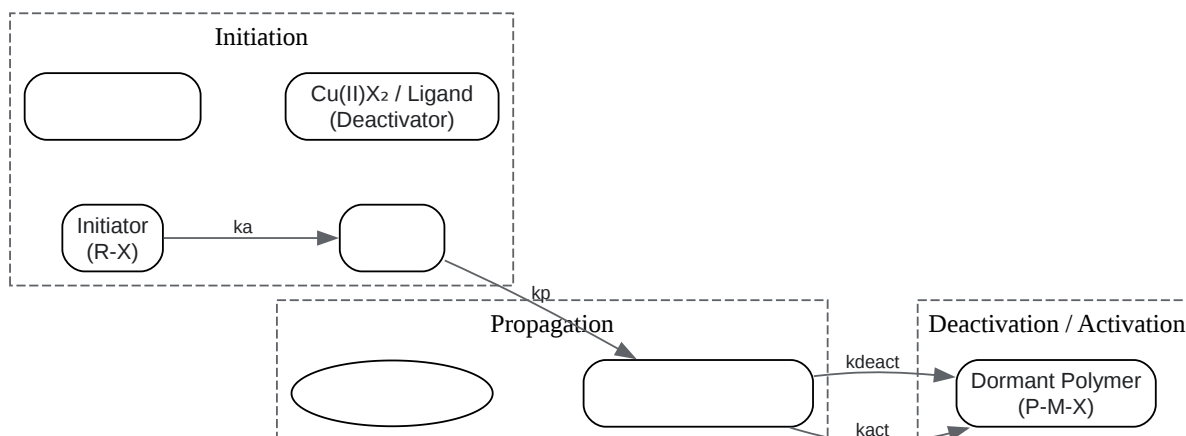 Initiation
Cu(II)X₂ / Ligand
(Deactivator)
Initiator
(R-X)
ka
kp
Propagation
Deactivation / Activation
kdeact
Dormant Polymer
(P-M-X)
kact